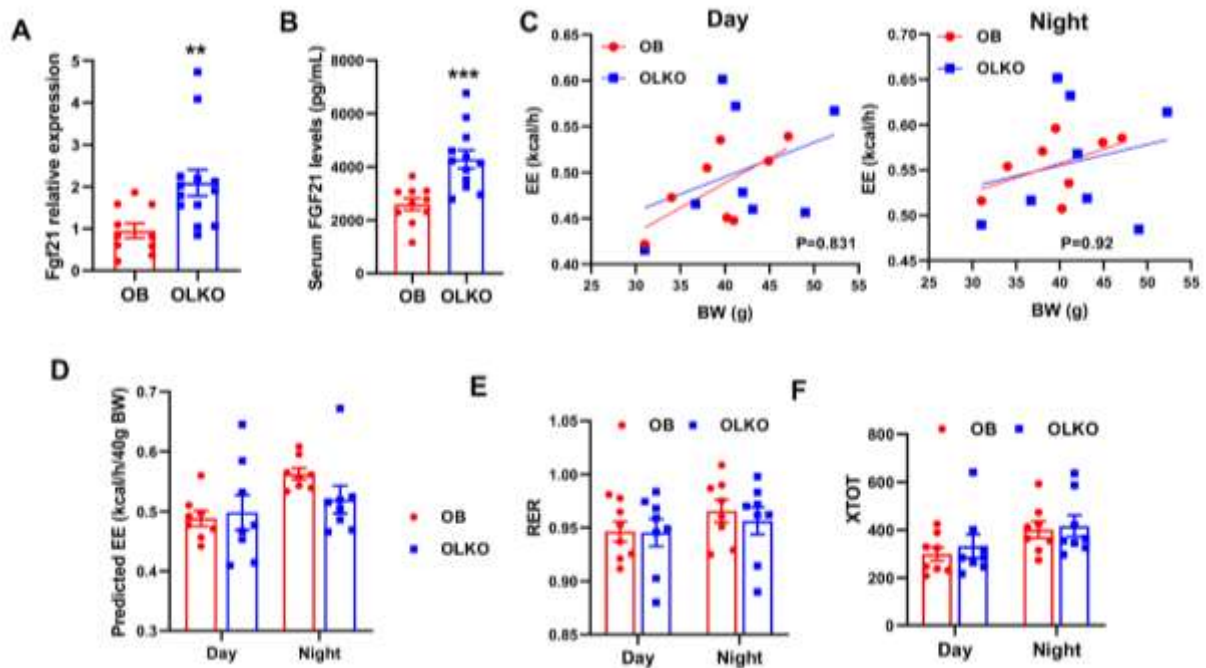 A
Fgf21 relative expression
5
4
3
2
1
0
**
OB
OLKO
B
Serum FGF21 levels (pg/mL)
8000
6000
4000
2000
0
***
OB
OLKO
C
Day
OB
OLKO
EE (kcal/h)
0.65
0.60
0.55
0.50
0.45
0.40
P=0.831
25 30 35 40 45 50 55
BW (g)
Night
OB
OLKO
EE (kcal/h)
0.70
0.65
0.60
0.55
0.50
0.45
P=0.92
25 30 35 40 45 50 55
BW (g)
D
Predicted EE (kcal/h/40g BW)
0.7
0.6
0.5
0.4
0.3
Day Night
OB
OLKO
E
RER
1.05
1.00
0.95
0.90
0.85
OB OLKO
Day Night
F
XTOT
800
600
400
200
0
OB OLKO
Day Night